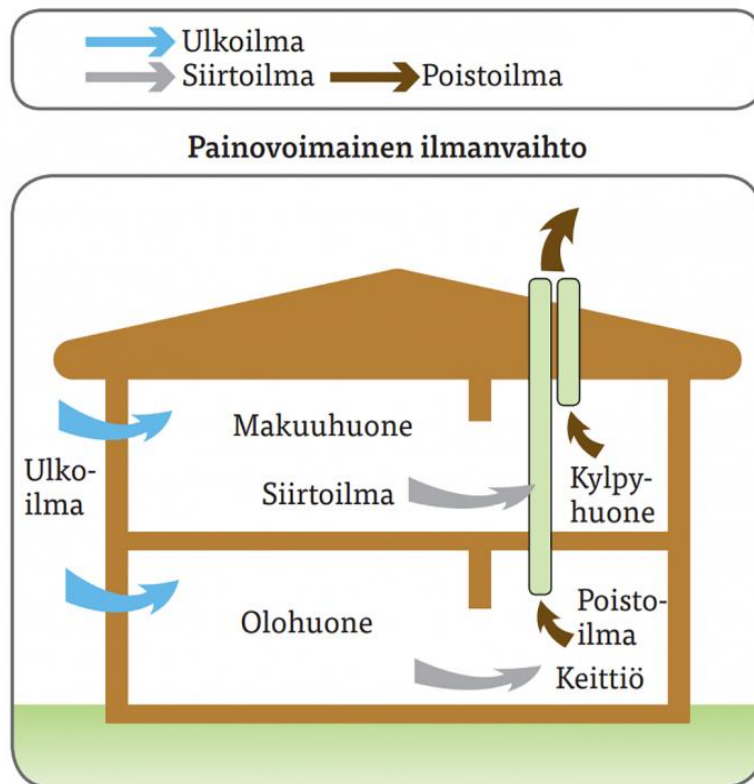 Ulkoilma
Siirtoilma Poistoilma
Painovoimainen ilmanvaihto
Makuuhuone
Ulko-
ilma
Siirtoilma
Kylpy-
huone
Olohuone
Poisto-
ilma
Keittiö